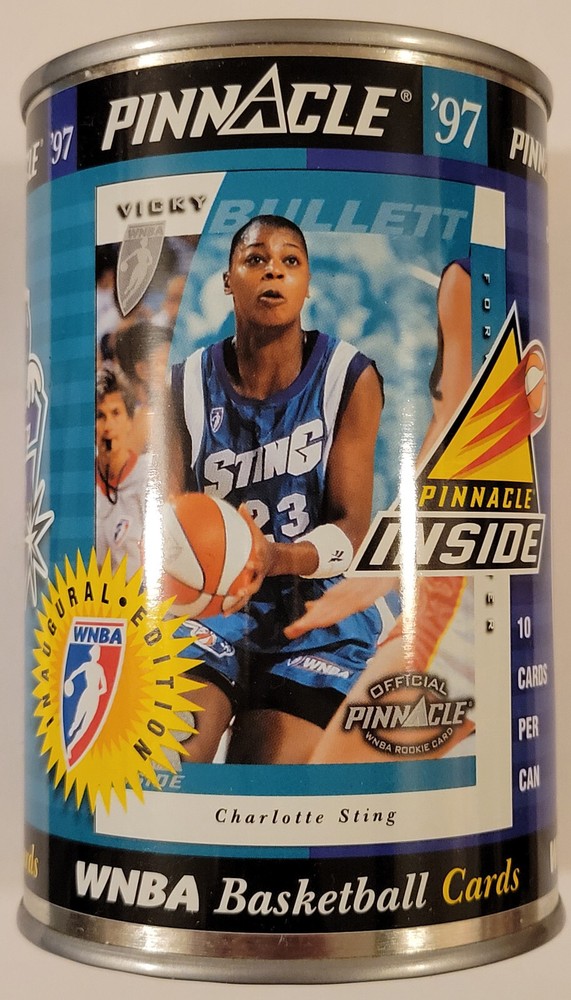 PINNACLE® '97
'97
PINN
VICKY BULLETT
WNBA
STING
23
PINNACLE
INSIDE
INAUGURAL • EDITION
WNBA
WNBA
OFFICIAL
PINNACLE
WNBA ROOKIE CARD
10
CARDS
PER
CAN
Charlotte Sting
WNBA Basketball Cards